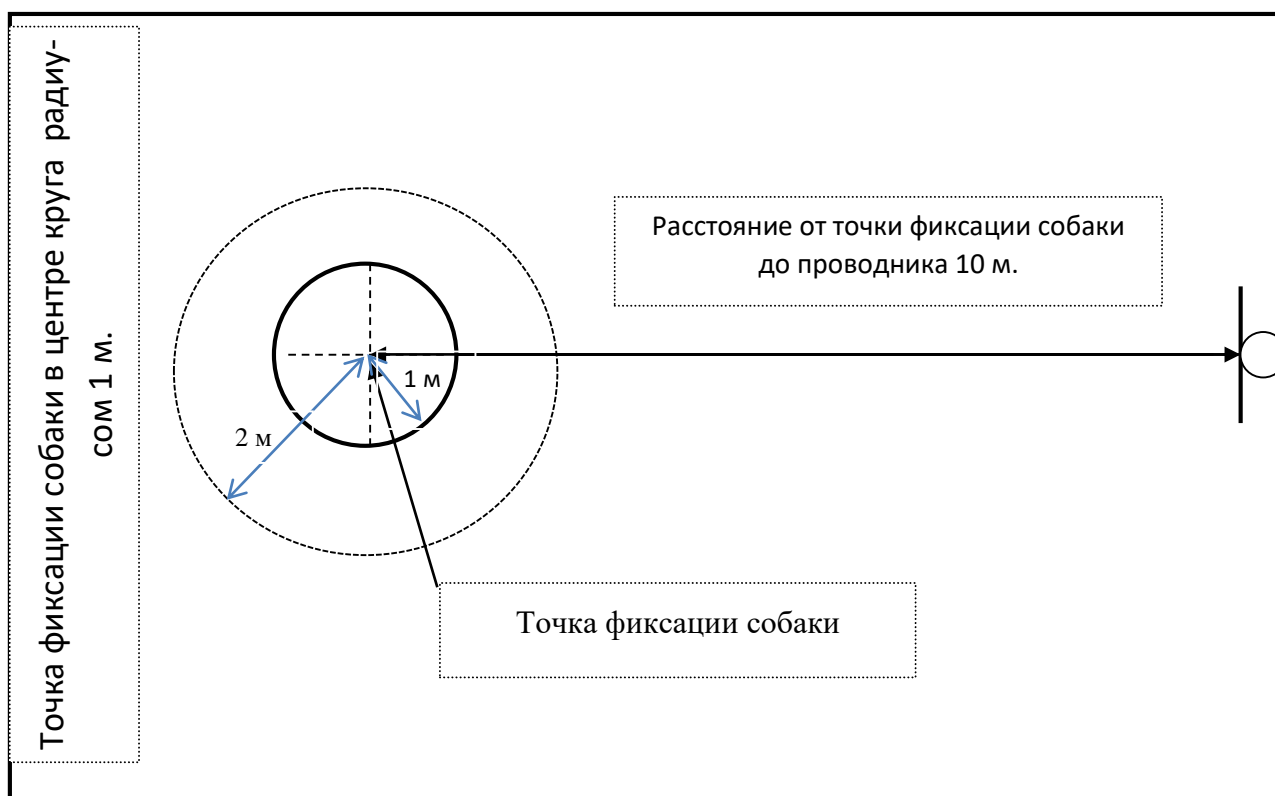 Точка фиксации собаки в центре круга радиу-
сом 1 м.
Расстояние от точки фиксации собаки
до проводника 10 м.
1 м
2 м
Точка фиксации собаки